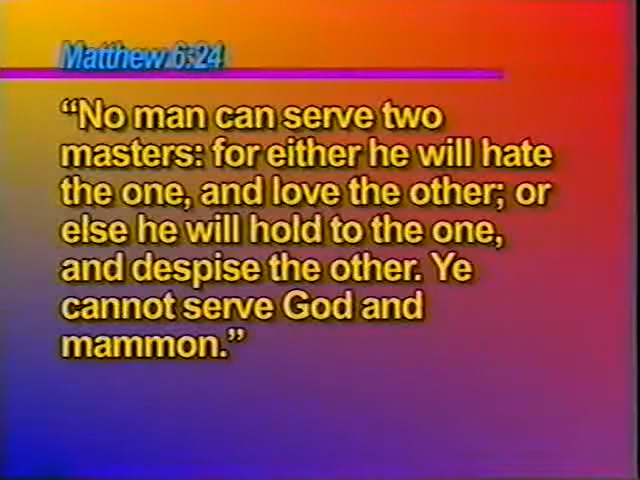 Matthew 6:24
“No man can serve two
masters: for either he will hate
the one, and love the other; or
else he will hold to the one,
and despise the other. Ye
cannot serve God and
mammon.”